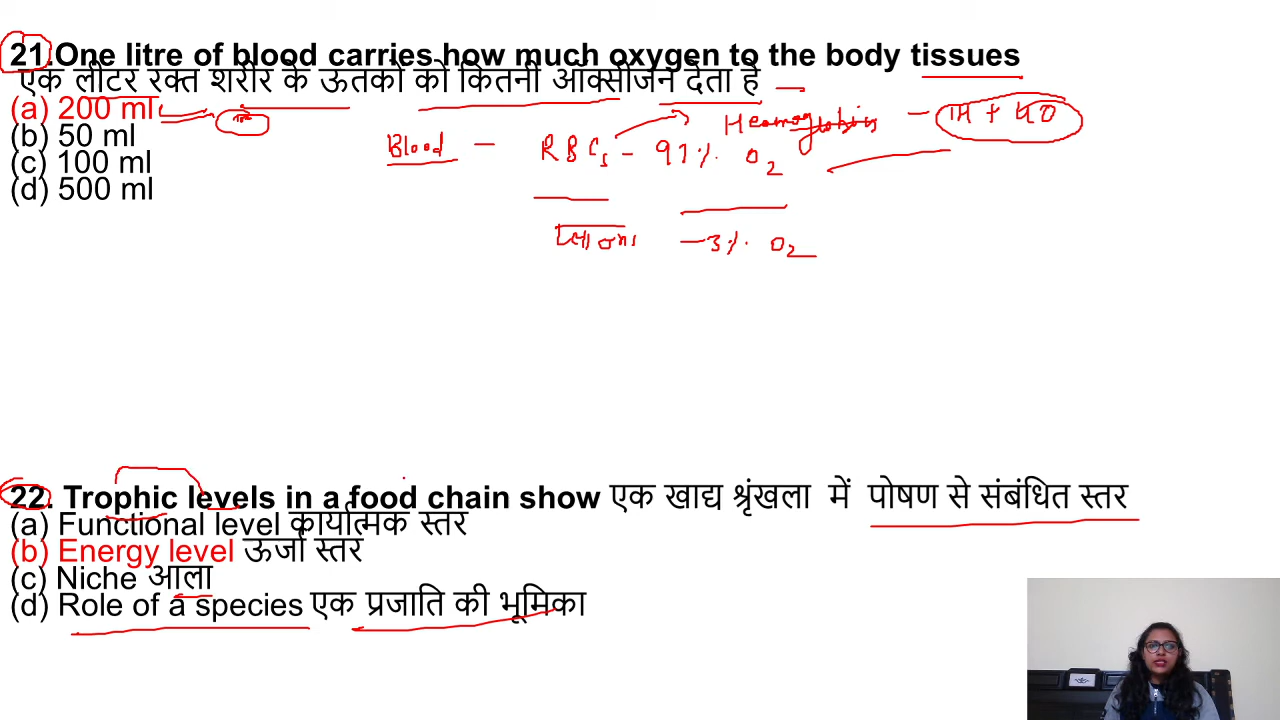 21.One litre of blood carries how much oxygen to the body tissues
एक लीटर रक्त शरीर के ऊतकों को कितनी ऑक्सीजन देता है
(a) 200 ml
(b) 50 ml
(c) 100 ml
(d) 500 ml
Blood – RBCs – 97% O2
– 3% O2
22. Trophic levels in a food chain show एक खाद्य श्रृंखला में पोषण से संबंधित स्तर
(a) Functional level कार्यात्मक स्तर
(b) Energy level ऊर्जा स्तर
(c) Niche आला
(d) Role of a species एक प्रजाति की भूमिका